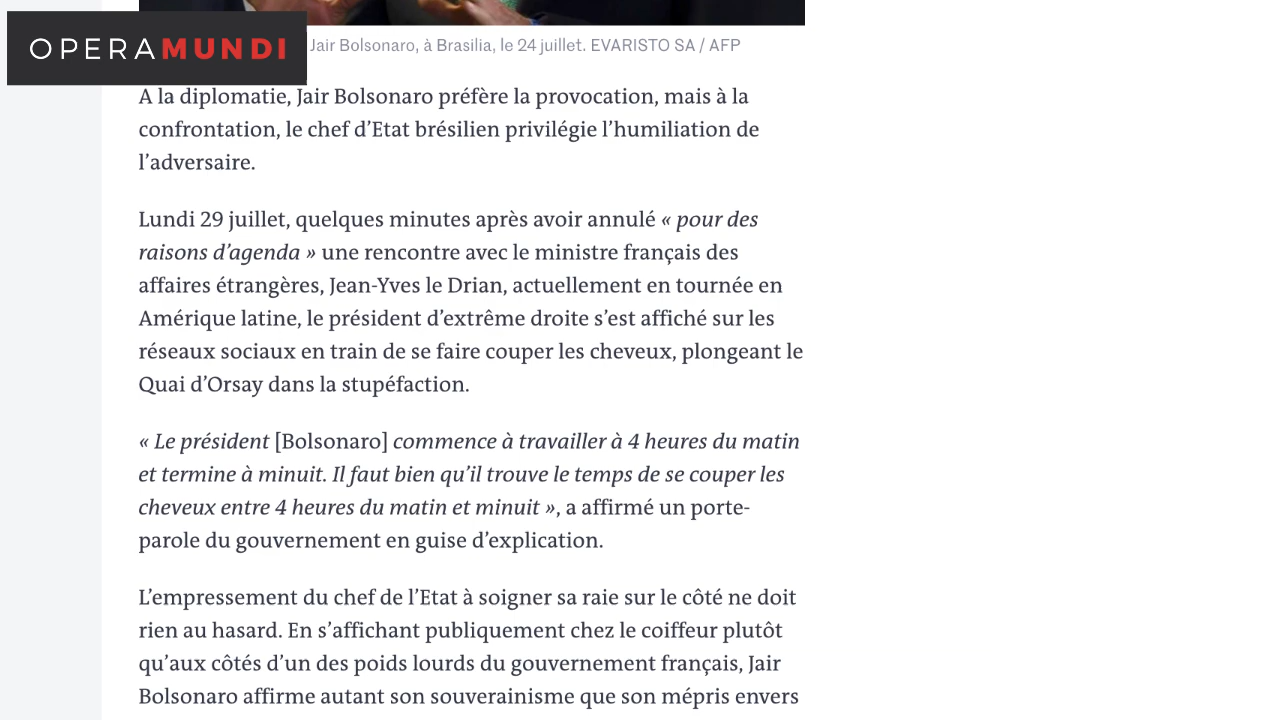 OPERAMUNDI
Jair Bolsonaro, à Brasilia, le 24 juillet. EVARISTO SA / AFP
A la diplomatie, Jair Bolsonaro préfère la provocation, mais à la
confrontation, le chef d’Etat brésilien privilégie l’humiliation de
l’adversaire.
Lundi 29 juillet, quelques minutes après avoir annulé « pour des
raisons d’agenda » une rencontre avec le ministre français des
affaires étrangères, Jean-Yves le Drian, actuellement en tournée en
Amérique latine, le président d’extrême droite s’est affiché sur les
réseaux sociaux en train de se faire couper les cheveux, plongeant le
Quai d’Orsay dans la stupéfaction.
« Le président [Bolsonaro] commence à travailler à 4 heures du matin
et termine à minuit. Il faut bien qu’il trouve le temps de se couper les
cheveux entre 4 heures du matin et minuit », a affirmé un porte-
parole du gouvernement en guise d’explication.
L’empressement du chef de l’Etat à soigner sa raie sur le côté ne doit
rien au hasard. En s’affichant publiquement chez le coiffeur plutôt
qu’aux côtés d’un des poids lourds du gouvernement français, Jair
Bolsonaro affirme autant son souverainisme que son mépris envers